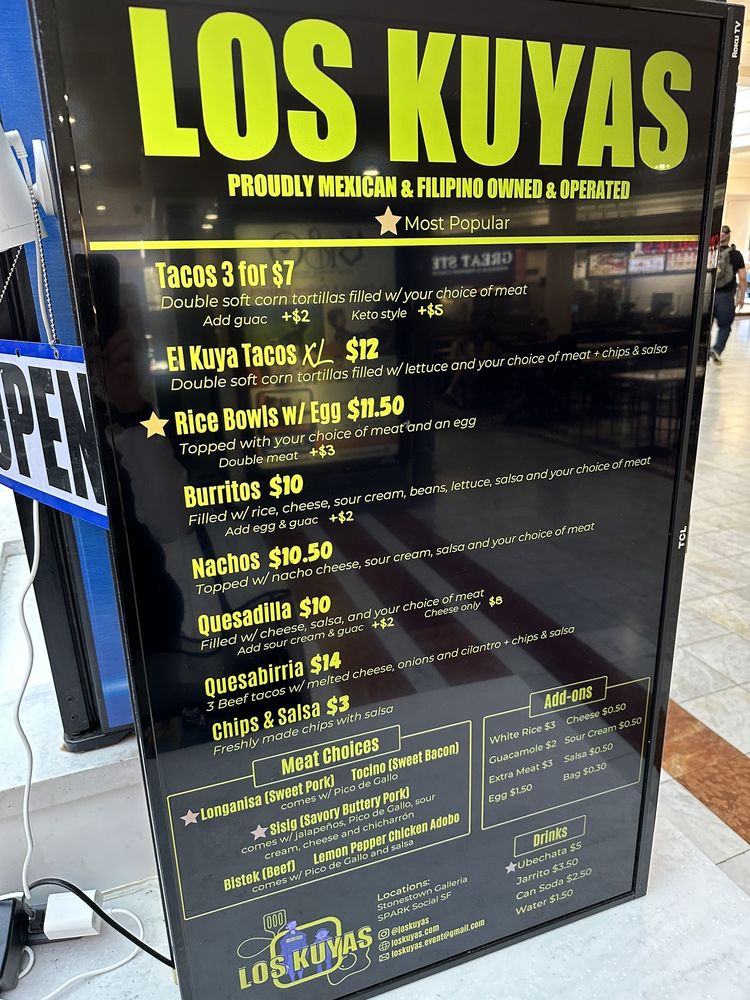 Roku TV
LOS KUYAS
PROUDLY MEXICAN & FILIPINO OWNED & OPERATED
Most Popular
Tacos 3 for $7
Double soft corn tortillas filled w/your choice of meat
Add guac +$2 Keto style +$5
El Kuya Tacos XL $12
Double soft corn tortillas filled w/ lettuce and your choice of meat + chips & salsa
Rice Bowls w/ Egg $11.50
Topped with your choice of meat and an egg
Double meat +$3
Burritos $10
Filled w/ rice, cheese, sour cream, beans, lettuce, salsa and your choice of meat
Add egg & guac +$2
Nachos $10.50
Topped w/ nacho cheese, sour cream, salsa and your choice of meat
Quesadilla $10
Filled w/ cheese, salsa, and your choice of meat
Add sour cream & guac +$2 Cheese only $8
Quesabirria $14
3 Beef tacos w/ melted cheese, onions and cilantro + chips & salsa
Chips & Salsa $3
Freshly made chips with salsa
Meat Choices
Longanisa (Sweet Pork) Tocino (Sweet Bacon)
comes w/ Pico de Gallo
Sisig (Savory Buttery Pork)
comes w/ jalapeños, Pico de Gallo, sour
cream, cheese and chicharrón
Bistek (Beef) Lemon Pepper Chicken Adobo
comes w/ Pico de Gallo and salsa
Add-ons
White Rice $3 Cheese $0.50
Guacamole $2 Sour Cream $0.50
Extra Meat $3 Salsa $0.50
Egg $1.50 Bag $0.30
Drinks
Ubechata $5
Jarrito $3.50
Can Soda $2.50
Water $1.50
Locations:
Stonestown Galleria
SPARK Social SF
@loskuyas
loskuyas.com
loskuyas.event@gmail.com
LOS KUYAS
TCL
OPEN
GREAT STE